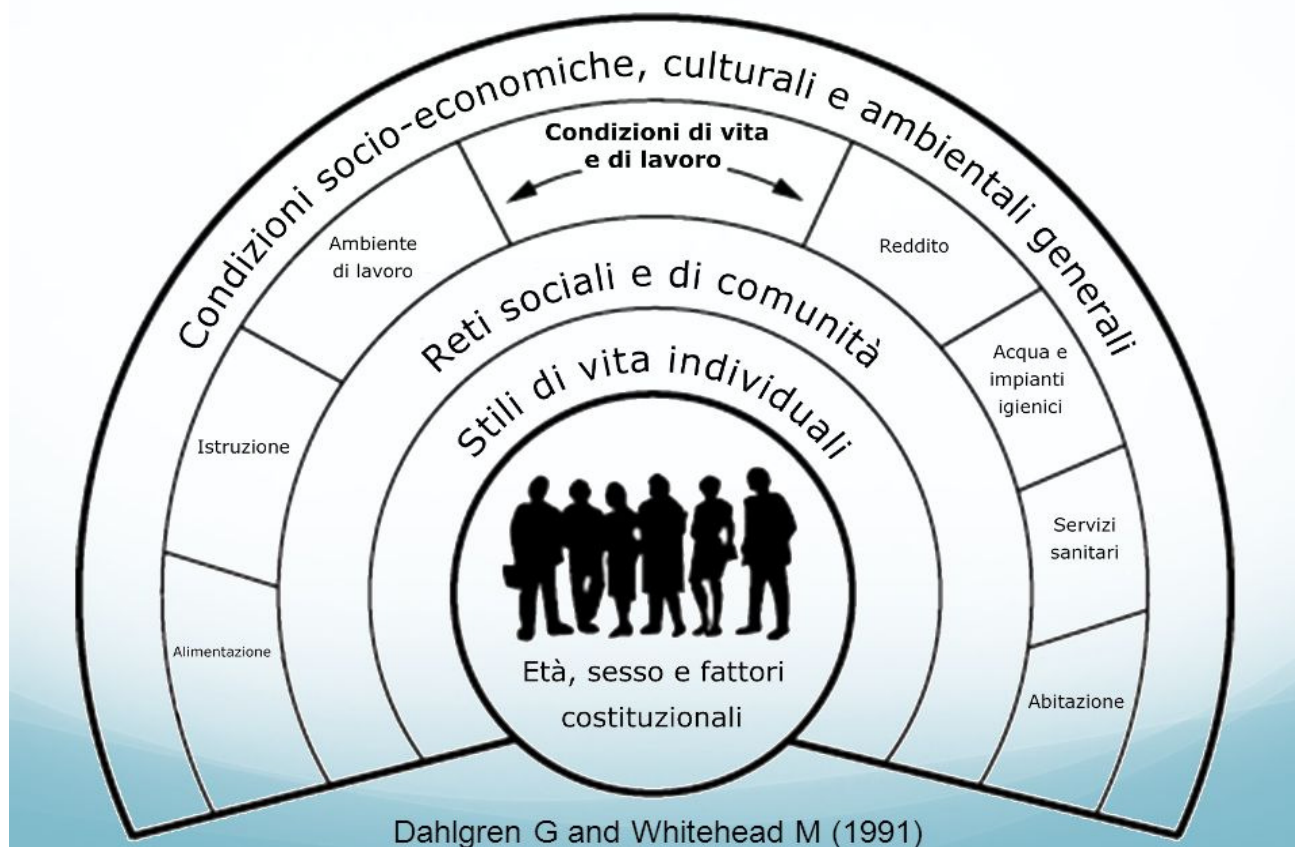 Condizioni socio-economiche, culturali e ambientali generali
Condizioni di vita
e di lavoro
Ambiente
di lavoro
Reddito
Reti sociali e di comunità
Acqua e
impianti
igienici
Stili di vita individuali
Istruzione
Servizi
sanitari
Alimentazione
Età, sesso e fattori
costituzionali
Abitazione
Dahlgren G and Whitehead M (1991)